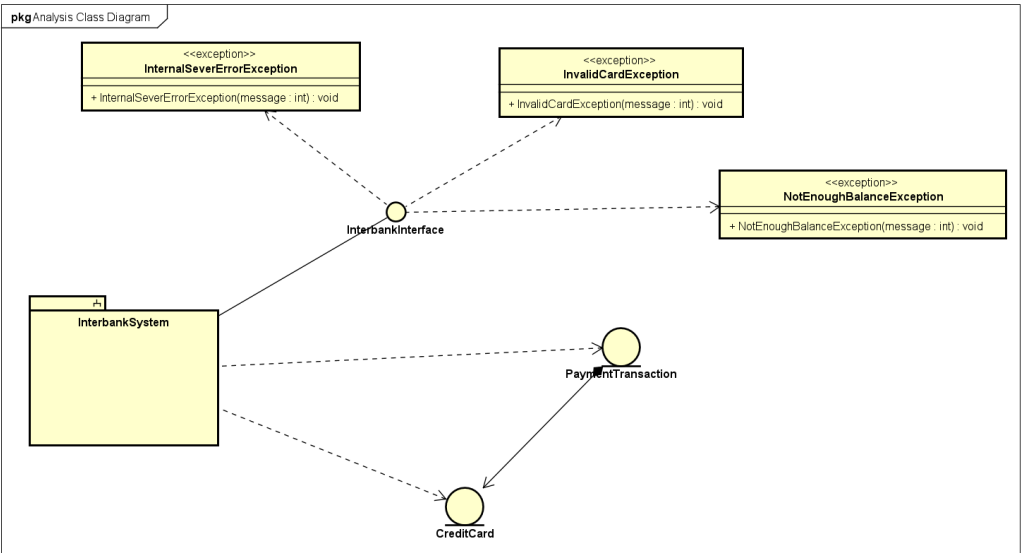 pkg Analysis Class Diagram
<<exception>>
InternalSeverErrorException
+ InternalSeverErrorException(message : int) : void
<<exception>>
InvalidCardException
+ InvalidCardException(message : int) : void
<<exception>>
NotEnoughBalanceException
+ NotEnoughBalanceException(message : int) : void
InterbankInterface
InterbankSystem
PaymentTransaction
CreditCard